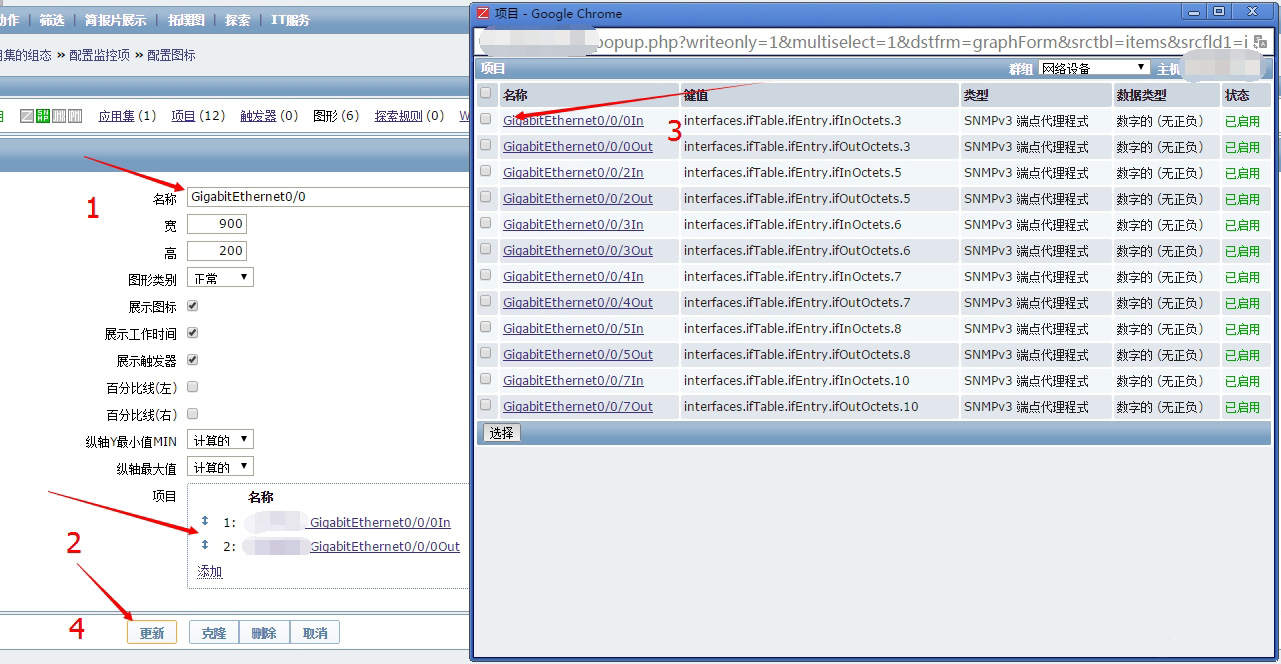 动作 | 筛选 | 简报片展示 | 拓墣图 | 探索 | IT服务
集的组态 » 配置监控项 » 配置图标
应用集 (1) 项目 (12) 触发器 (0) 图形 (6) 探索规则 (0) W
1
名称 GigabitEthernet0/0
宽 900
高 200
图形类别 正常
展示图标
展示工作时间
展示触发器
百分比线(左)
百分比线(右)
纵轴Y最小值MIN 计算的
纵轴最大值 计算的
项目 名称
1: GigabitEthernet0/0/0In
2
2: GigabitEthernet0/0/0Out
添加
4
更新 克隆 删除 取消
项目 - Google Chrome
popup.php?writeonly=1&multiselect=1&dstfrm=graphForm&srctbl=items&srcfld1=i
项目 群组 网络设备 主机
名称 键值 类型 数据类型 状态
3
GigabitEthernet0/0/0In interfaces.ifTable.ifEntry.ifInOctets.3 SNMPv3 端点代理程式 数字的 (无正负) 已启用
GigabitEthernet0/0/0Out interfaces.ifTable.ifEntry.ifOutOctets.3 SNMPv3 端点代理程式 数字的 (无正负) 已启用
GigabitEthernet0/0/2In interfaces.ifTable.ifEntry.ifInOctets.5 SNMPv3 端点代理程式 数字的 (无正负) 已启用
GigabitEthernet0/0/2Out interfaces.ifTable.ifEntry.ifOutOctets.5 SNMPv3 端点代理程式 数字的 (无正负) 已启用
GigabitEthernet0/0/3In interfaces.ifTable.ifEntry.ifInOctets.6 SNMPv3 端点代理程式 数字的 (无正负) 已启用
GigabitEthernet0/0/3Out interfaces.ifTable.ifEntry.ifOutOctets.6 SNMPv3 端点代理程式 数字的 (无正负) 已启用
GigabitEthernet0/0/4In interfaces.ifTable.ifEntry.ifInOctets.7 SNMPv3 端点代理程式 数字的 (无正负) 已启用
GigabitEthernet0/0/4Out interfaces.ifTable.ifEntry.ifOutOctets.7 SNMPv3 端点代理程式 数字的 (无正负) 已启用
GigabitEthernet0/0/5In interfaces.ifTable.ifEntry.ifInOctets.8 SNMPv3 端点代理程式 数字的 (无正负) 已启用
GigabitEthernet0/0/5Out interfaces.ifTable.ifEntry.ifOutOctets.8 SNMPv3 端点代理程式 数字的 (无正负) 已启用
GigabitEthernet0/0/7In interfaces.ifTable.ifEntry.ifInOctets.10 SNMPv3 端点代理程式 数字的 (无正负) 已启用
GigabitEthernet0/0/7Out interfaces.ifTable.ifEntry.ifOutOctets.10 SNMPv3 端点代理程式 数字的 (无正负) 已启用
选择